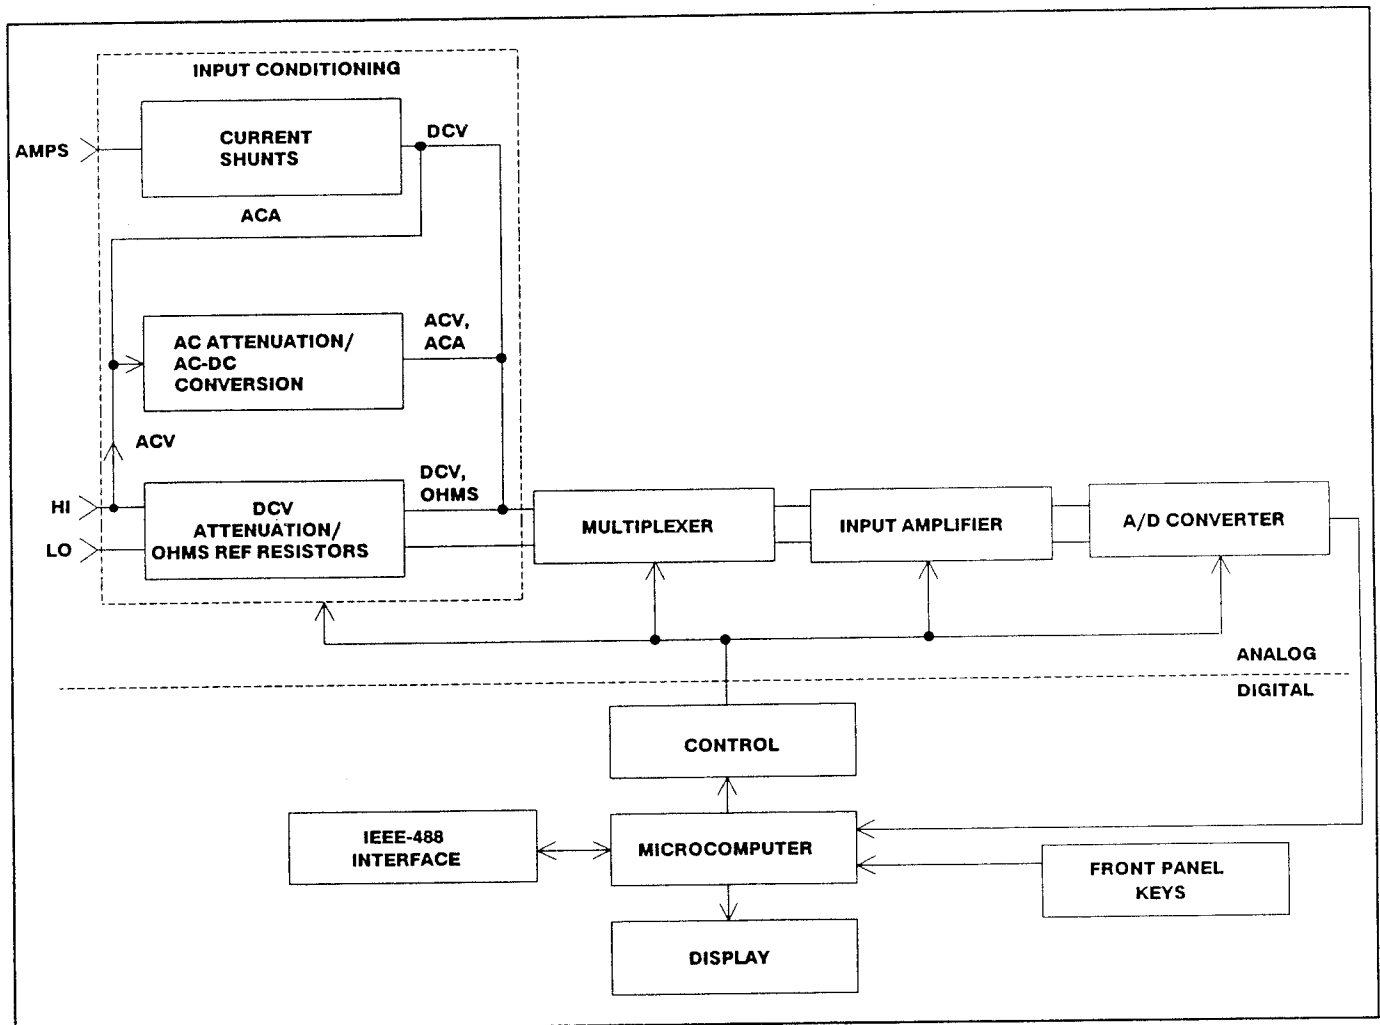 INPUT CONDITIONING
AMPS
CURRENT
SHUNTS
DCV
ACA
AC ATTENUATION/
AC-DC
CONVERSION
ACV,
ACA
ACV
HI
LO
DCV
ATTENUATION/
OHMS REF RESISTORS
DCV,
OHMS
MULTIPLEXER
INPUT AMPLIFIER
A/D CONVERTER
ANALOG
DIGITAL
CONTROL
IEEE-488
INTERFACE
MICROCOMPUTER
FRONT PANEL
KEYS
DISPLAY